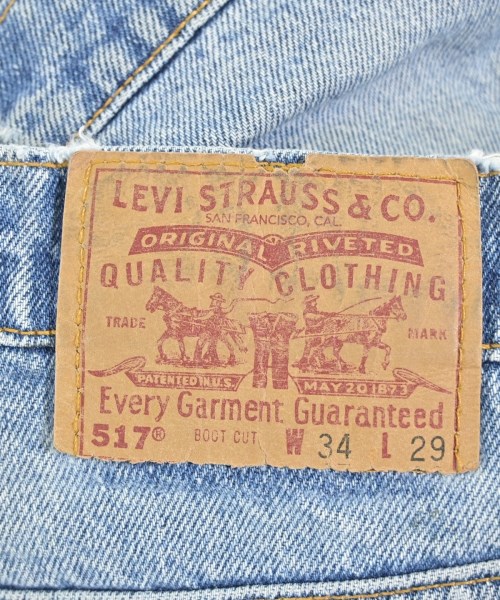 LEVI STRAUSS & CO.
SAN FRANCISCO, CAL.
ORIGINAL RIVETED
QUALITY CLOTHING
TRADE MARK
PATENTED IN U.S. MAY 20 1873
Every Garment Guaranteed
517® BOOT CUT W 34 L 29